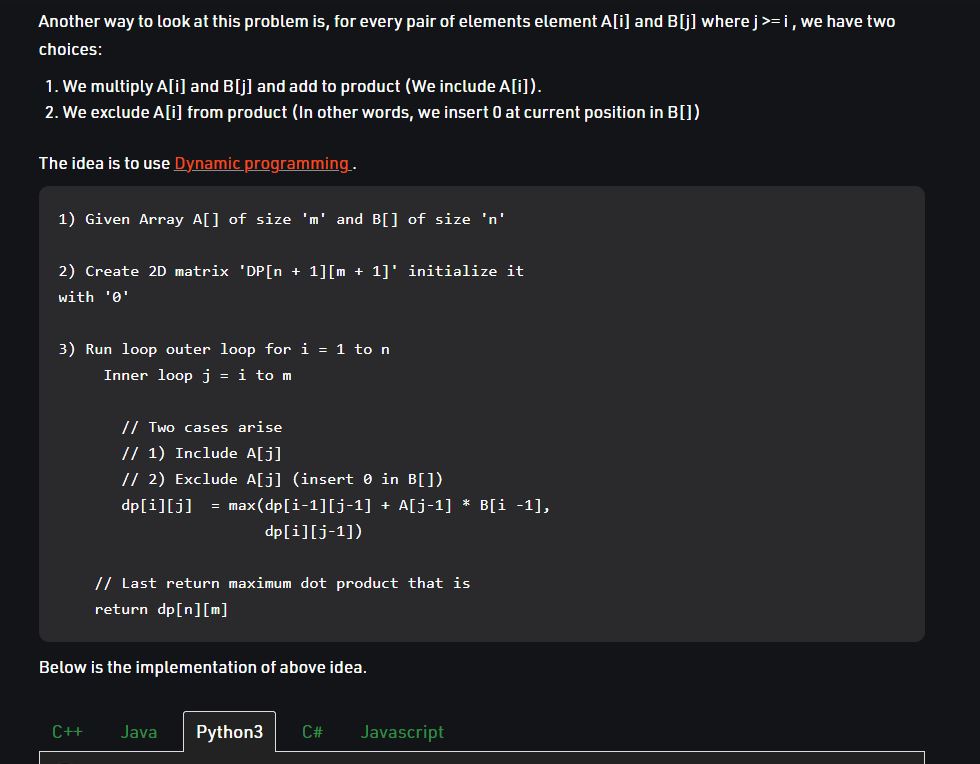 Another way to look at this problem is, for every pair of elements element A[i] and B[j] where j >= i , we have two
choices:
1. We multiply A[i] and B[j] and add to product (We include A[i]).
2. We exclude A[i] from product (In other words, we insert 0 at current position in B[])
The idea is to use Dynamic programming .
1) Given Array A[] of size 'm' and B[] of size 'n'
2) Create 2D matrix 'DP[n + 1][m + 1]' initialize it
with '0'
3) Run loop outer loop for i = 1 to n
Inner loop j = i to m
// Two cases arise
// 1) Include A[j]
// 2) Exclude A[j] (insert 0 in B[])
dp[i][j]  = max(dp[i-1][j-1] + A[j-1] * B[i -1],
dp[i][j-1])
// Last return maximum dot product that is
return dp[n][m]
Below is the implementation of above idea.
C++ Java Python3 C# Javascript